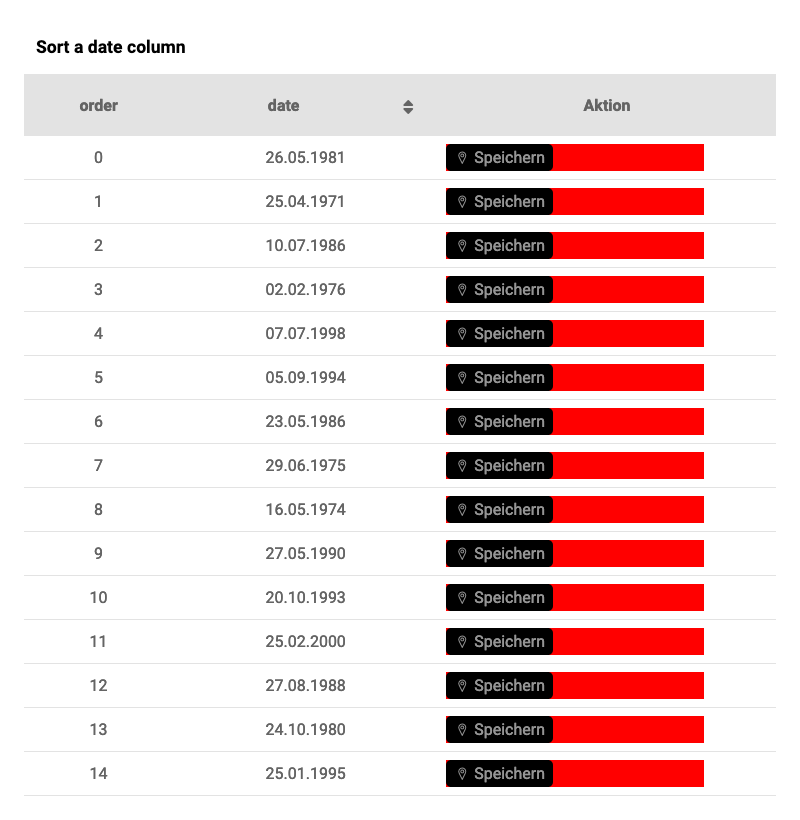 Sort a date column
order date Aktion
0 26.05.1981 Speichern
1 25.04.1971 Speichern
2 10.07.1986 Speichern
3 02.02.1976 Speichern
4 07.07.1998 Speichern
5 05.09.1994 Speichern
6 23.05.1986 Speichern
7 29.06.1975 Speichern
8 16.05.1974 Speichern
9 27.05.1990 Speichern
10 20.10.1993 Speichern
11 25.02.2000 Speichern
12 27.08.1988 Speichern
13 24.10.1980 Speichern
14 25.01.1995 Speichern